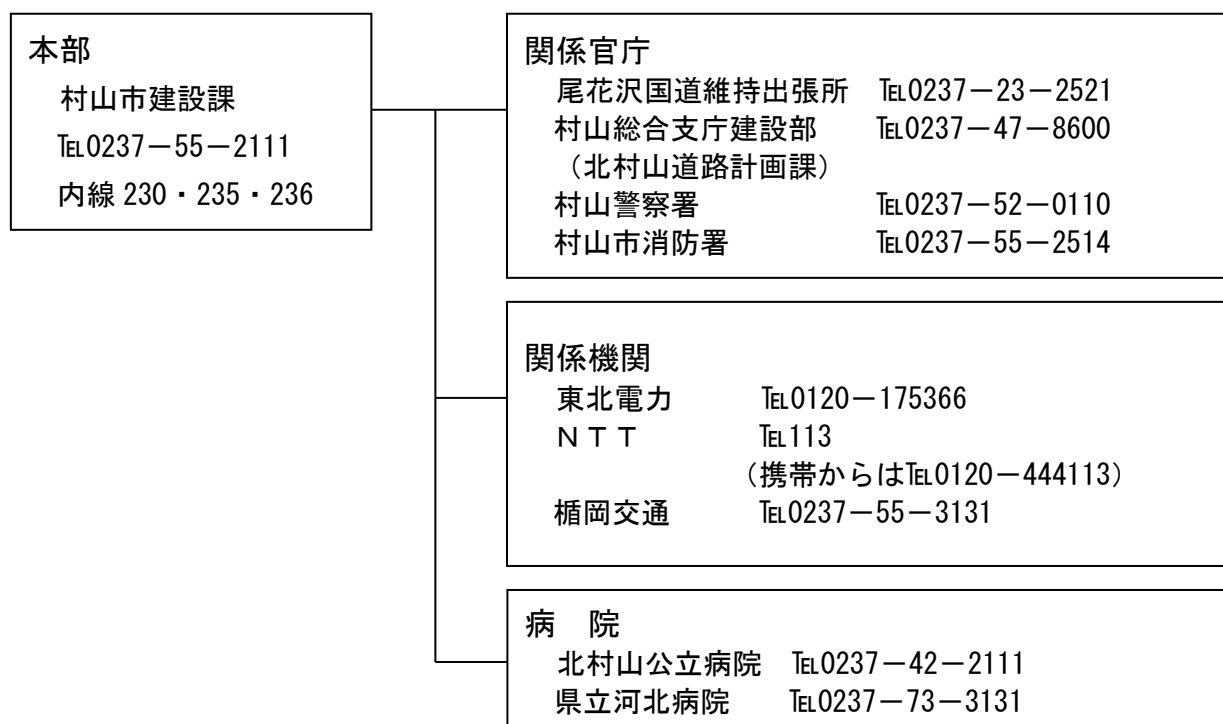 本部
村山市建設課
℡0237－55－2111
内線 230・235・236
関係官庁
尾花沢国道維持出張所 ℡0237－23－2521
村山総合支庁建設部 ℡0237－47－8600
（北村山道路計画課）
村山警察署 ℡0237－52－0110
村山市消防署 ℡0237－55－2514
関係機関
東北電力 ℡0120－175366
ＮＴＴ ℡113
（携帯からは℡0120－444113）
楯岡交通 ℡0237－55－3131
病　院
北村山公立病院 ℡0237－42－2111
県立河北病院 ℡0237－73－3131